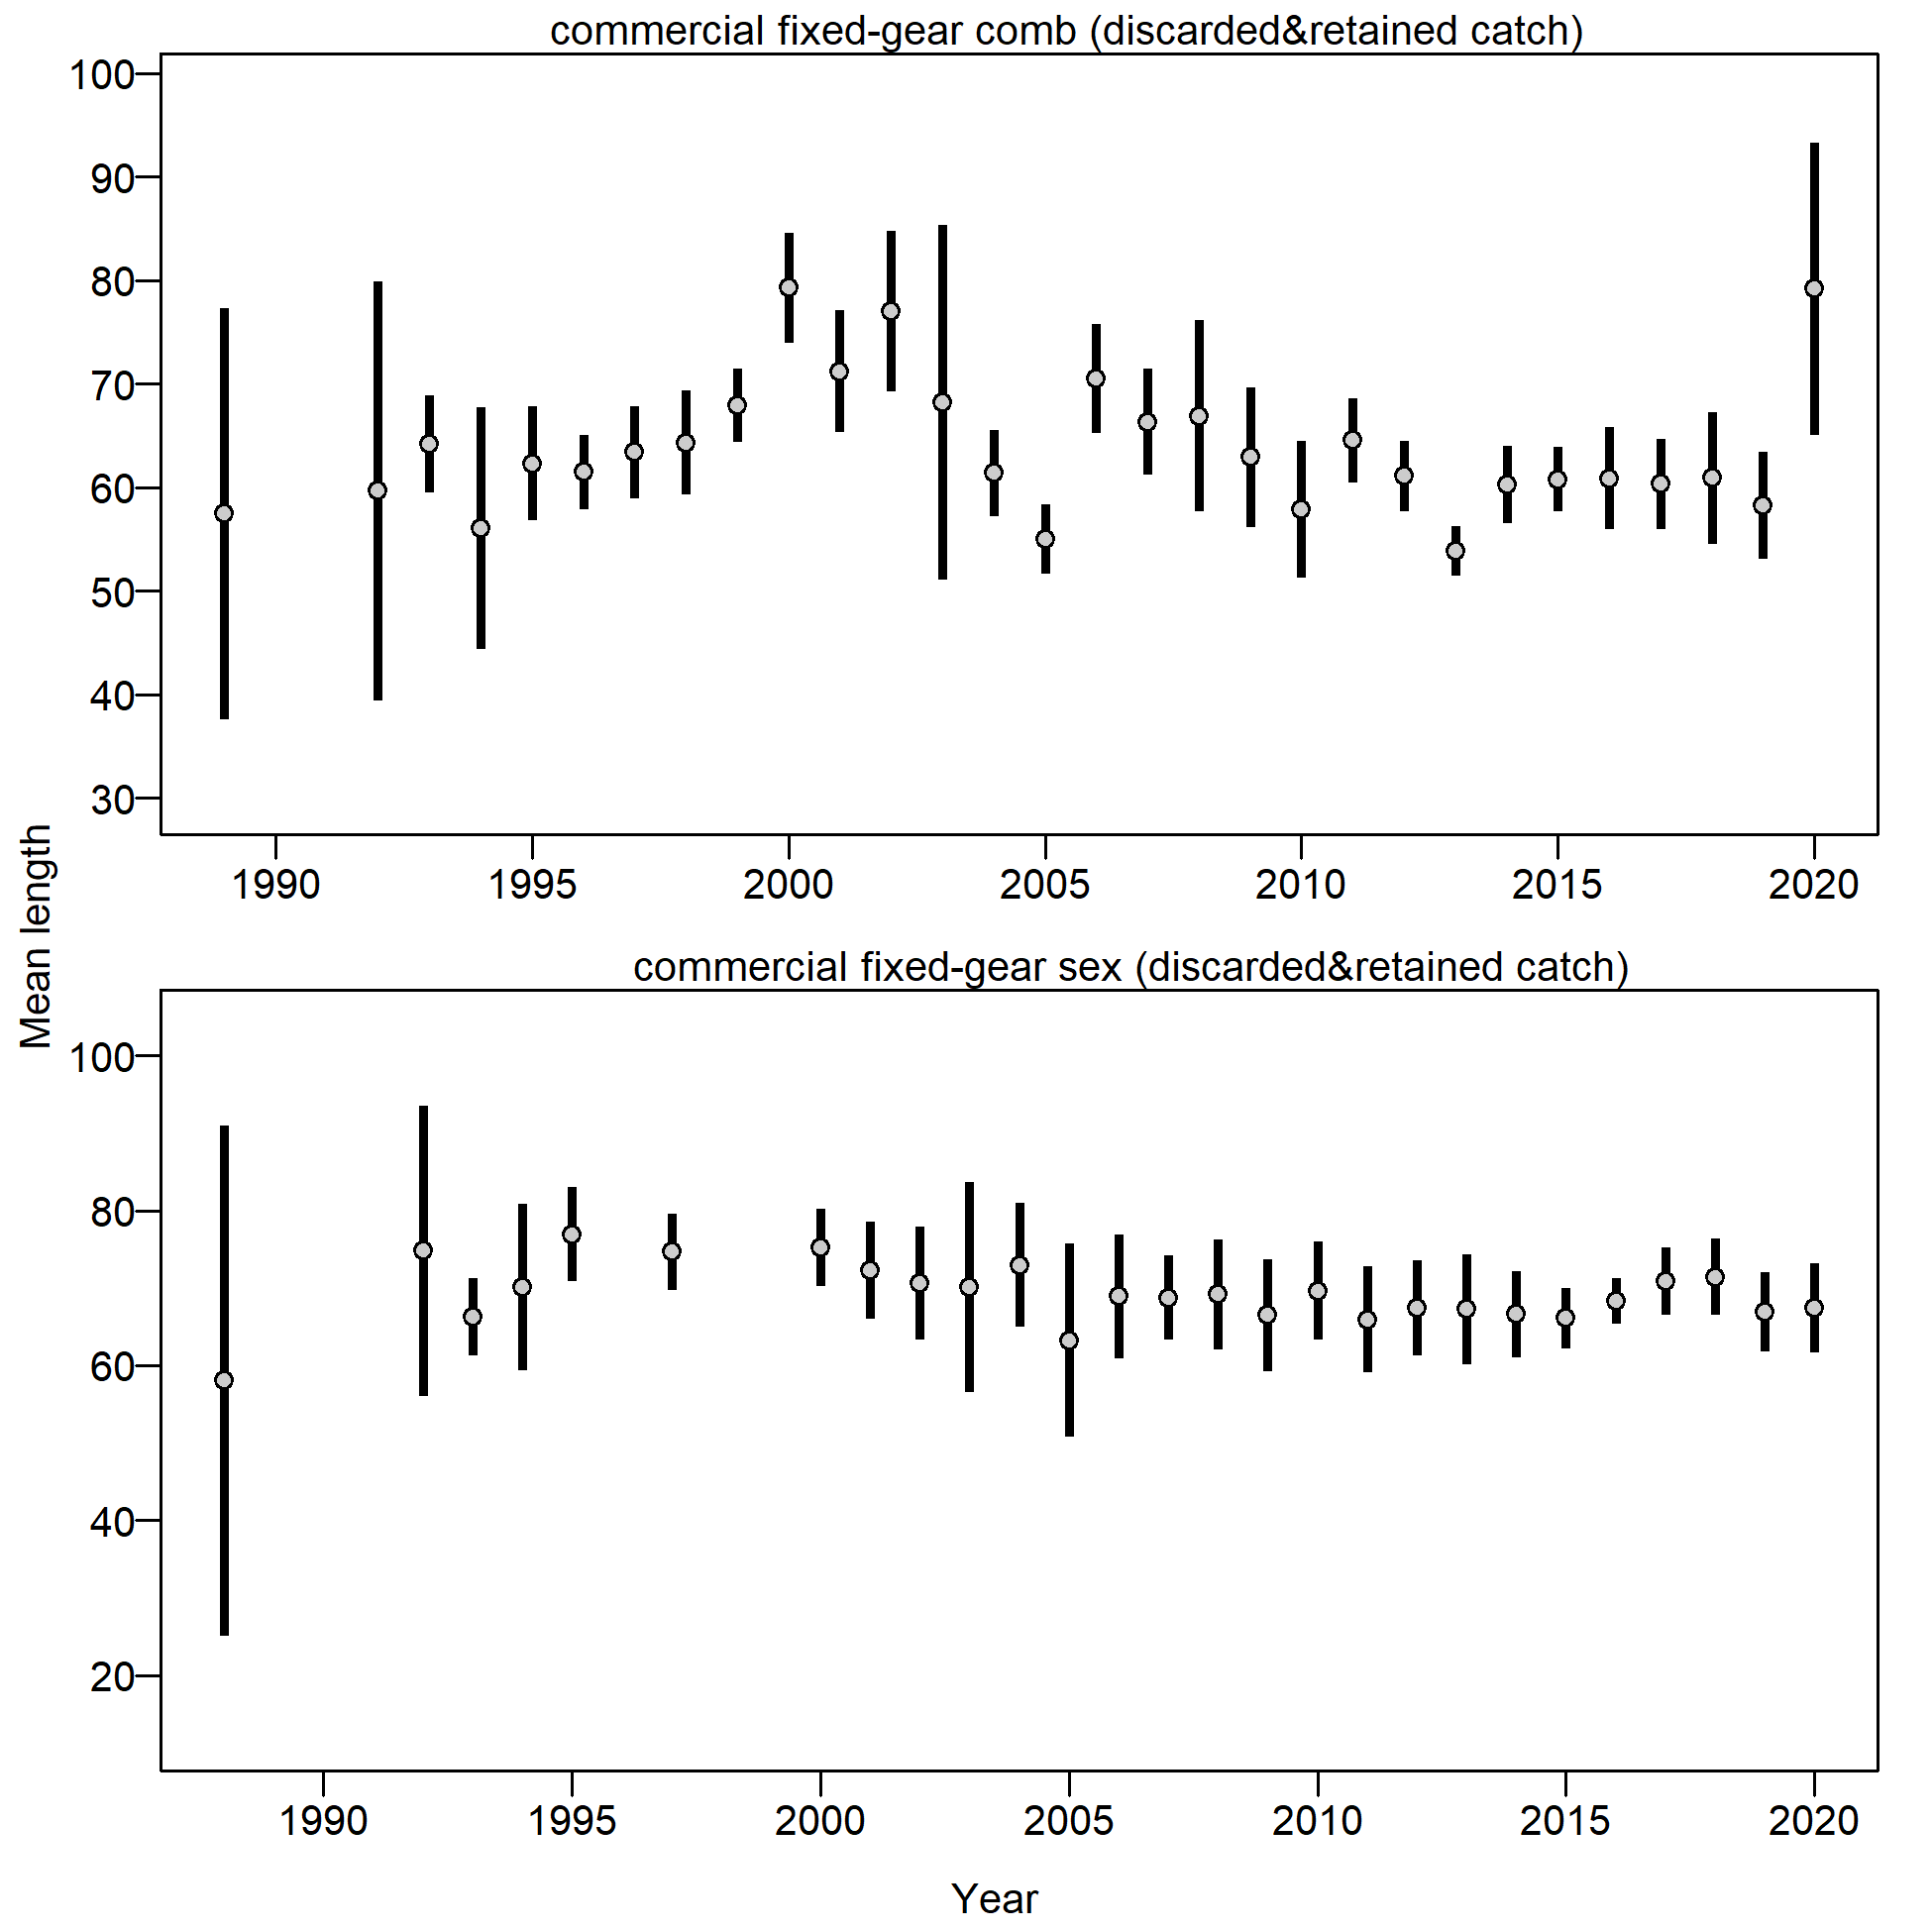 commercial fixed-gear comb (discarded&retained catch)
100
90
80
70
60
50
40
30
1990 1995 2000 2005 2010 2015 2020
Mean length
commercial fixed-gear sex (discarded&retained catch)
100
80
60
40
20
1990 1995 2000 2005 2010 2015 2020
Year